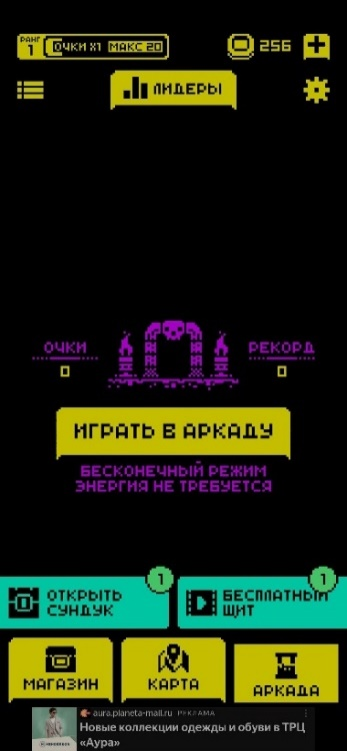 РАНГ
1
ОЧКИ X1 МАКС 20
256
ЛИДЕРЫ
ОЧКИ
0
РЕКОРД
0
ИГРАТЬ В АРКАДУ
БЕСКОНЕЧНЫЙ РЕЖИМ
ЭНЕРГИЯ НЕ ТРЕБУЕТСЯ
1
ОТКРЫТЬ
СУНДУК
1
БЕСПЛАТНЫЙ
ЩИТ
МАГАЗИН
КАРТА
АРКАДА
aura.planeta-mall.ru РЕКЛАМА
Новые коллекции одежды и обуви в ТРЦ
«Аура»